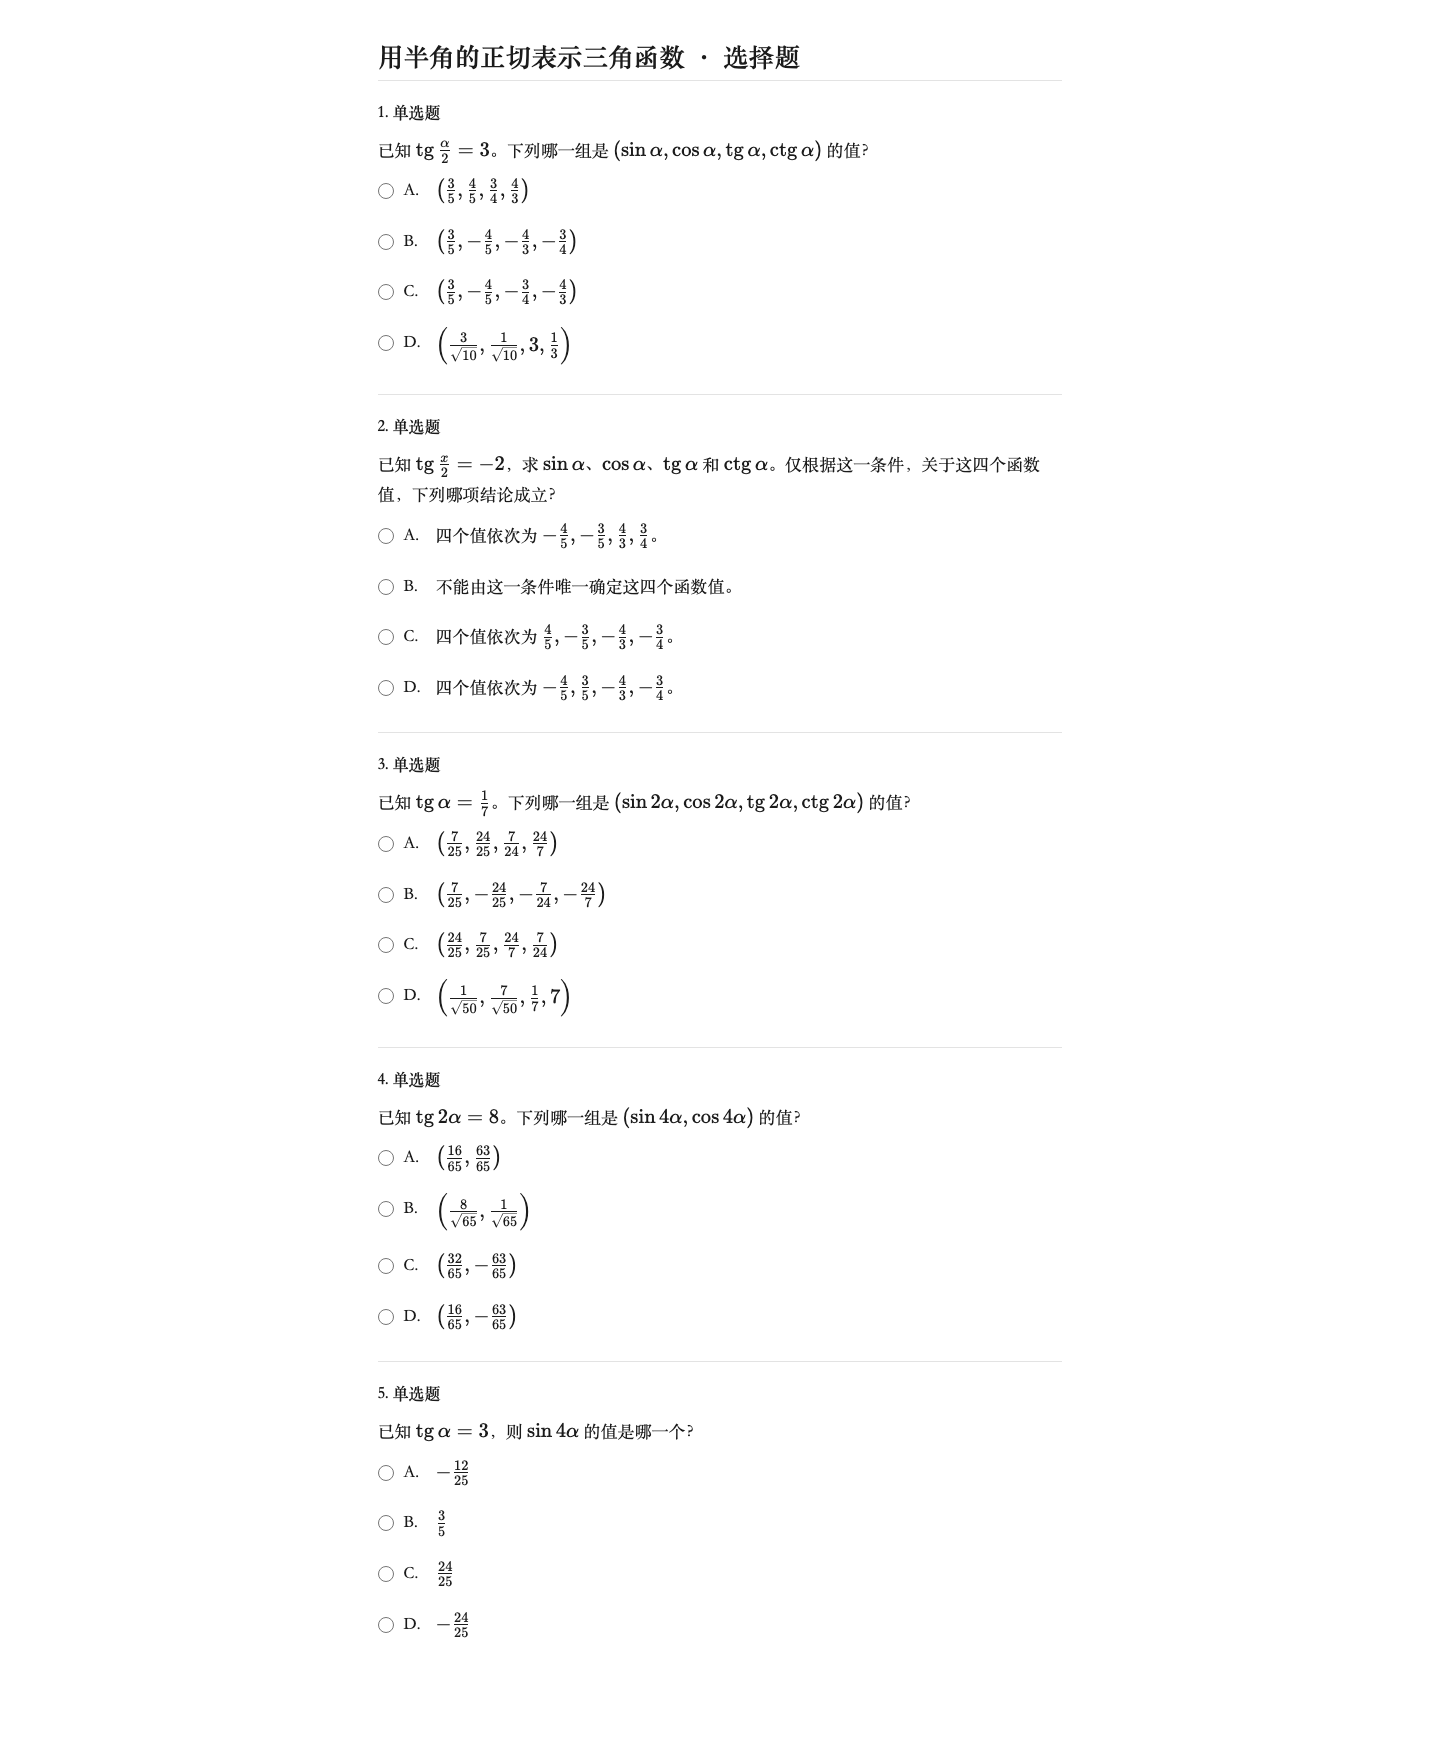 用半角的正切表示三角函数 · 选择题
1. 单选题
已知 tg α/2 = 3。下列哪一组是 (sin α, cos α, tg α, ctg α) 的值?
A. (3/5, 4/5, 3/4, 4/3)
B. (3/5, −4/5, −4/3, −3/4)
C. (3/5, −4/5, −3/4, −4/3)
D. (3/√10, 1/√10, 3, 1/3)
2. 单选题
已知 tg x/2 = −2，求 sin α、cos α、tg α 和 ctg α。仅根据这一条件，关于这四个函数
值，下列哪项结论成立?
A. 四个值依次为 −4/5, −3/5, 4/3, 3/4。
B. 不能由这一条件唯一确定这四个函数值。
C. 四个值依次为 4/5, −3/5, −4/3, −3/4。
D. 四个值依次为 −4/5, 3/5, −4/3, −3/4。
3. 单选题
已知 tg α = 1/7。下列哪一组是 (sin 2α, cos 2α, tg 2α, ctg 2α) 的值?
A. (7/25, 24/25, 7/24, 24/7)
B. (7/25, −24/25, −7/24, −24/7)
C. (24/25, 7/25, 24/7, 7/24)
D. (1/√50, 7/√50, 1/7, 7)
4. 单选题
已知 tg 2α = 8。下列哪一组是 (sin 4α, cos 4α) 的值?
A. (16/65, 63/65)
B. (8/√65, 1/√65)
C. (32/65, −63/65)
D. (16/65, −63/65)
5. 单选题
已知 tg α = 3，则 sin 4α 的值是哪一个?
A. −12/25
B. 3/5
C. 24/25
D. −24/25